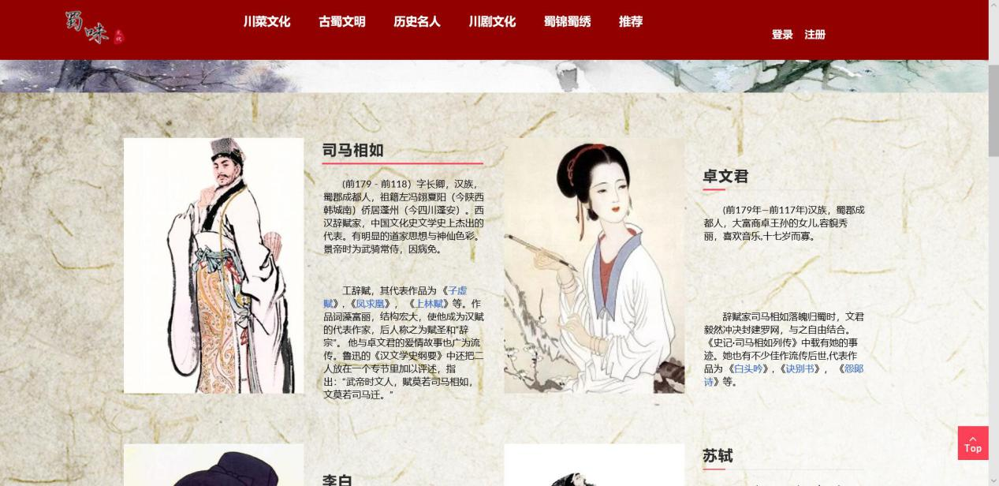 蜀味
川菜文化 古蜀文明 历史名人 川剧文化 蜀锦蜀绣 推荐
登录 注册
司马相如
(前179 - 前118）字长卿，汉族，
蜀郡成都人，祖籍左冯翊夏阳（今陕西
韩城南）侨居蓬州（今四川蓬安）。西
汉辞赋家，中国文化史文学史上杰出的
代表。有明显的道家思想与神仙色彩。
景帝时为武骑常侍，因病免。
工辞赋，其代表作品为《子虚
赋》,《凤求凰》，《上林赋》等。作
品词藻富丽，结构宏大，使他成为汉赋
的代表作家，后人称之为赋圣和“辞
宗”。 他与卓文君的爱情故事也广为流
传。鲁迅的《汉文学史纲要》中还把二
人放在一个专节里加以评述，指
出：“武帝时文人，赋莫若司马相如，
文莫若司马迁。”
卓文君
(前179年—前117年)汉族，蜀郡成
都人，大富商卓王孙的女儿,容貌秀
丽，喜欢音乐,十七岁而寡。
辞赋家司马相如落魄归蜀时，文君
毅然冲决封建罗网，与之自由结合。
《史记·司马相如列传》中载有她的事
迹。她也有不少佳作流传后世,代表作
品为《白头吟》,《诀别书》，《怨郎
诗》等。
李白
苏轼
Top